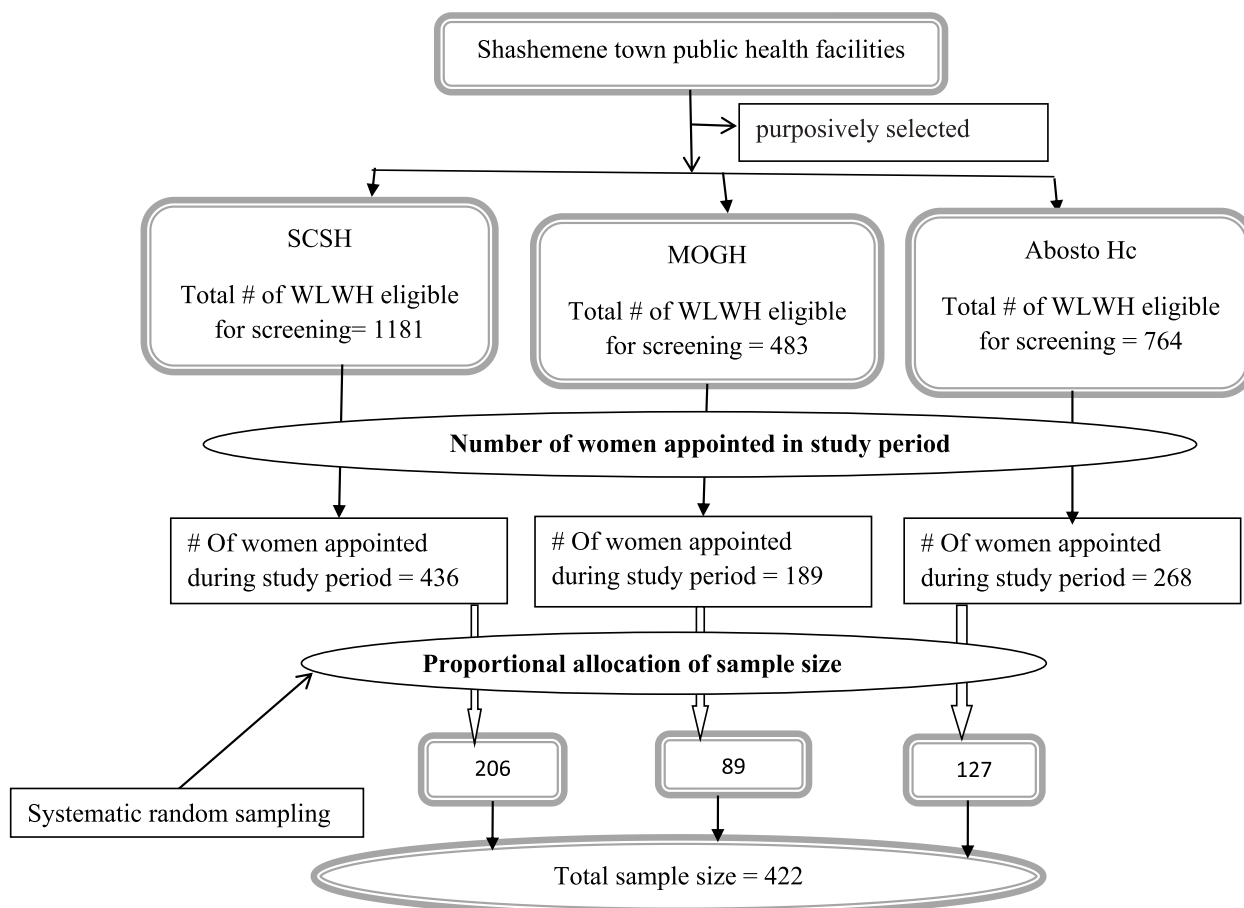 Shashemene town public health facilities
purposively selected
SCSH
Total # of WLWH eligible
for screening= 1181
MOGH
Total # of WLWH eligible
for screening = 483
Abosto Hc
Total # of WLWH eligible
for screening = 764
Number of women appointed in study period
# Of women appointed
during study period = 436
# Of women appointed
during study period = 189
# Of women appointed
during study period = 268
Proportional allocation of sample size
206
89
127
Systematic random sampling
Total sample size = 422